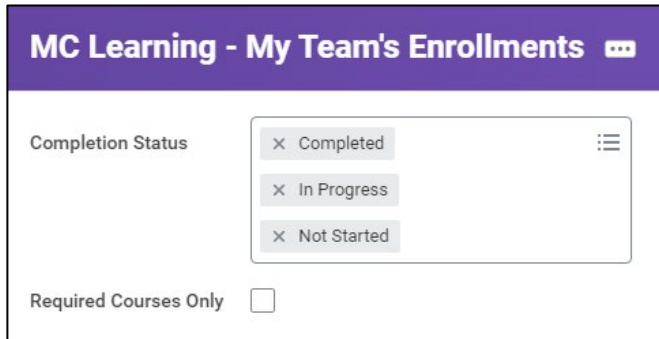 MC Learning - My Team's Enrollments
Completion Status
Completed
In Progress
Not Started
Required Courses Only